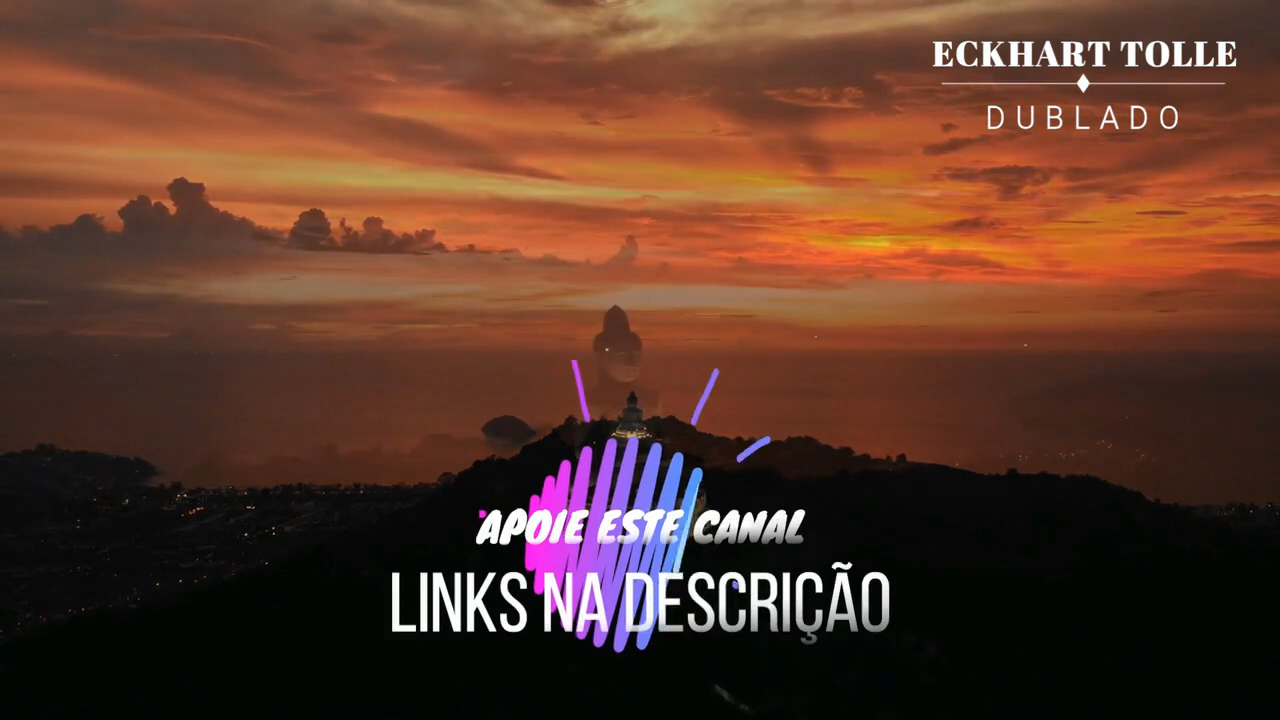 ECKHART TOLLE
DUBLADO
APOIE ESTE CANAL
LINKS NA DESCRIÇÃO